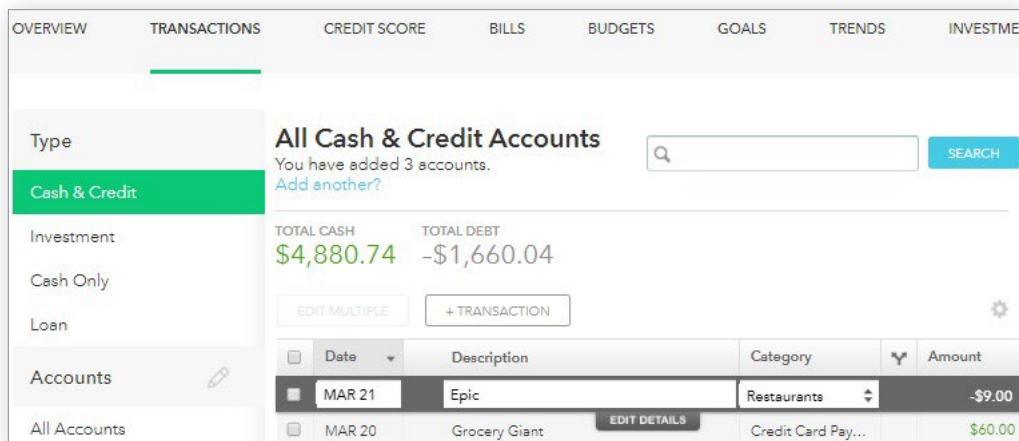 OVERVIEW TRANSACTIONS CREDIT SCORE BILLS BUDGETS GOALS TRENDS INVESTME
Type
Cash & Credit
Investment
Cash Only
Loan
Accounts
All Accounts
All Cash & Credit Accounts
You have added 3 accounts.
Add another?
SEARCH
TOTAL CASH TOTAL DEBT
$4,880.74 -$1,660.04
EDIT MULTIPLE + TRANSACTION
Date Description Category Amount
MAR 21 Epic Restaurants -$9.00
EDIT DETAILS
MAR 20 Grocery Giant Credit Card Pay... $60.00